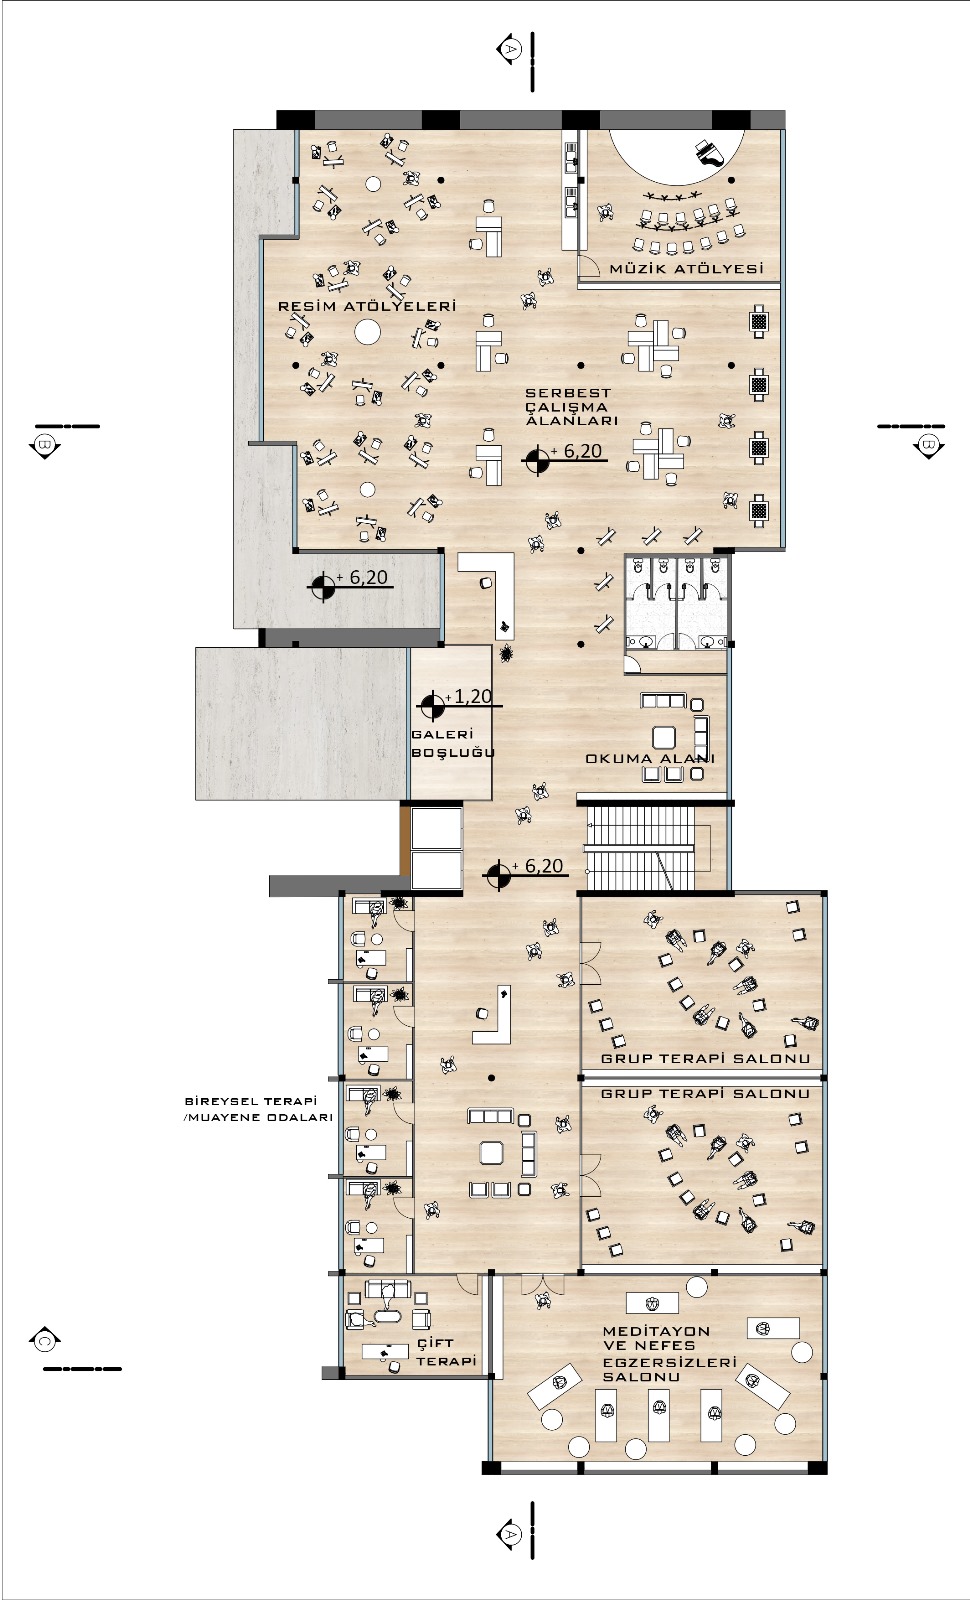 A
MÜZİK ATÖLYESİ
RESİM ATÖLYELERİ
SERBEST
ÇALIŞMA
ALANLARI
+ 6,20
B
B
+ 6,20
+ 1,20
GALERİ
BOŞLUĞU
OKUMA ALANI
+ 6,20
GRUP TERAPİ SALONU
GRUP TERAPİ SALONU
BİREYSEL TERAPİ
/MUAYENE ODALARI
C
ÇİFT
TERAPİ
MEDİTAYON
VE NEFES
EGZERSİZLERİ
SALONU
A